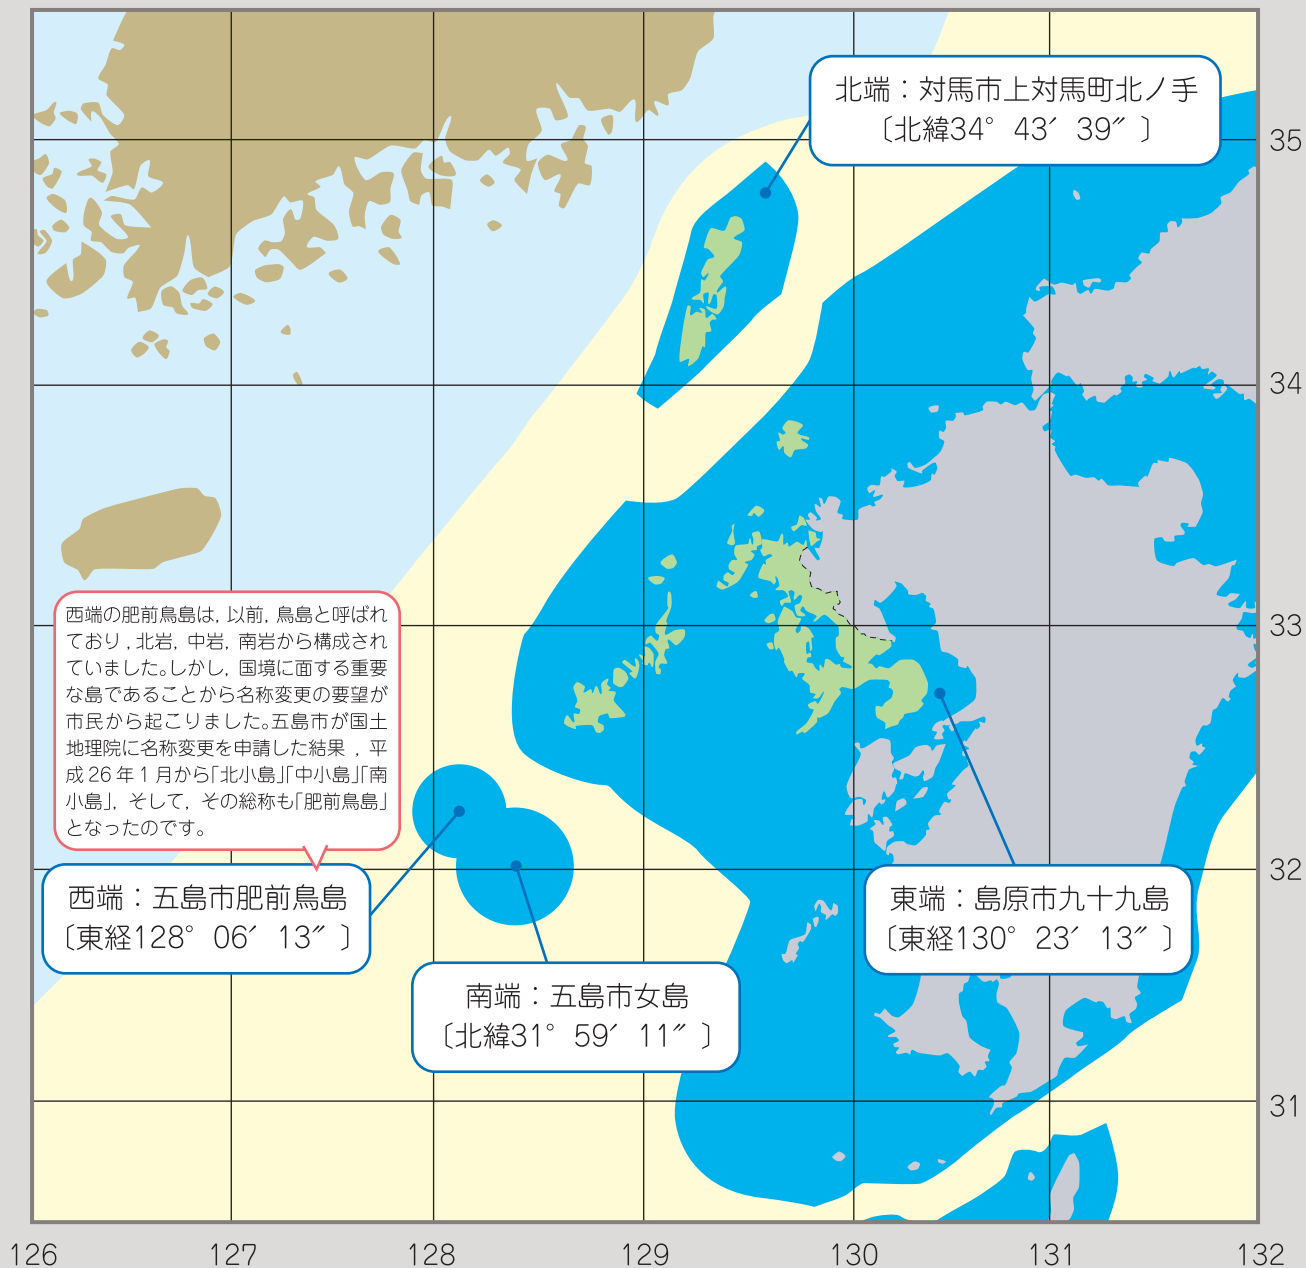 北端：対馬市上対馬町北ノ手
〔北緯34° 43′ 39″ 〕
35
34
西端の肥前鳥島は, 以前, 鳥島と呼ばれ
ており, 北岩, 中岩, 南岩から構成され
ていました。しかし, 国境に面する重要
な島であることから名称変更の要望が
市民から起こりました。五島市が国土
地理院に名称変更を申請した結果 , 平
成26年1月から｢北小島｣｢中小島｣｢南
小島｣, そして, その総称も｢肥前鳥島｣
となったのです。
33
32
西端：五島市肥前鳥島
〔東経128° 06′ 13″ 〕
東端：島原市九十九島
〔東経130° 23′ 13″ 〕
南端：五島市女島
〔北緯31° 59′ 11″ 〕
31
126 127 128 129 130 131 132